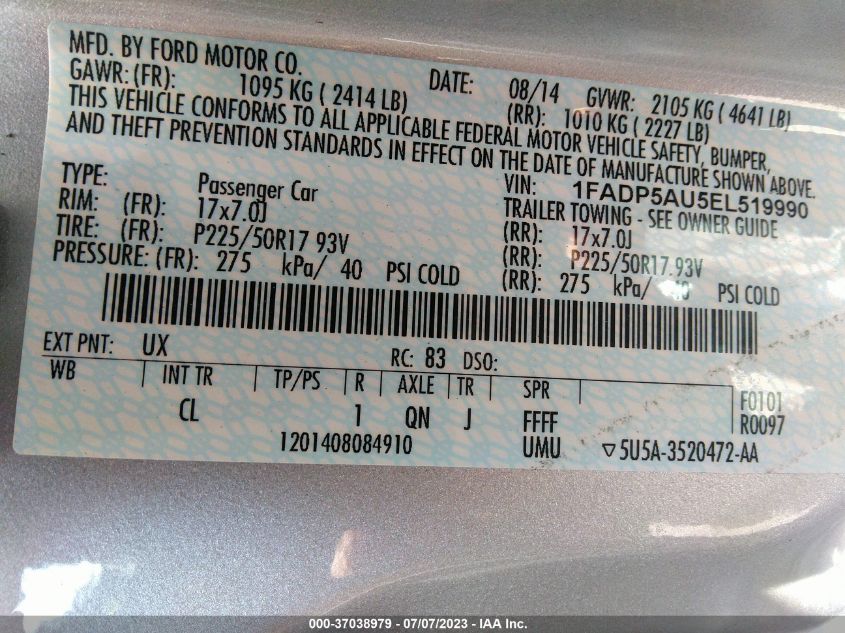 MFD. BY FORD MOTOR CO. DATE: 08/14 GVWR: 2105 KG ( 4641 LB)
GAWR: (FR): 1095 KG ( 2414 LB) (RR): 1010 KG ( 2227 LB)
THIS VEHICLE CONFORMS TO ALL APPLICABLE FEDERAL MOTOR VEHICLE SAFETY, BUMPER,
AND THEFT PREVENTION STANDARDS IN EFFECT ON THE DATE OF MANUFACTURE SHOWN ABOVE.
VIN: 1FADP5AU5EL519990
TYPE: Passenger Car TRAILER TOWING - SEE OWNER GUIDE
RIM: (FR): 17x7.0J (RR): 17x7.0J
TIRE: (FR): P225/50R17 93V (RR): P225/50R17 93V
PRESSURE: (FR): 275 kPa/ 40 PSI COLD (RR): 275 kPa/ 40 PSI COLD
EXT PNT: UX RC: 83 DSO:
WB INT TR TP/PS R AXLE TR SPR F0101
CL 1 QN J FFFF R0097
1201408084910 UMU ▽5U5A-3520472-AA
000-37038979 - 07/07/2023 - IAA Inc.